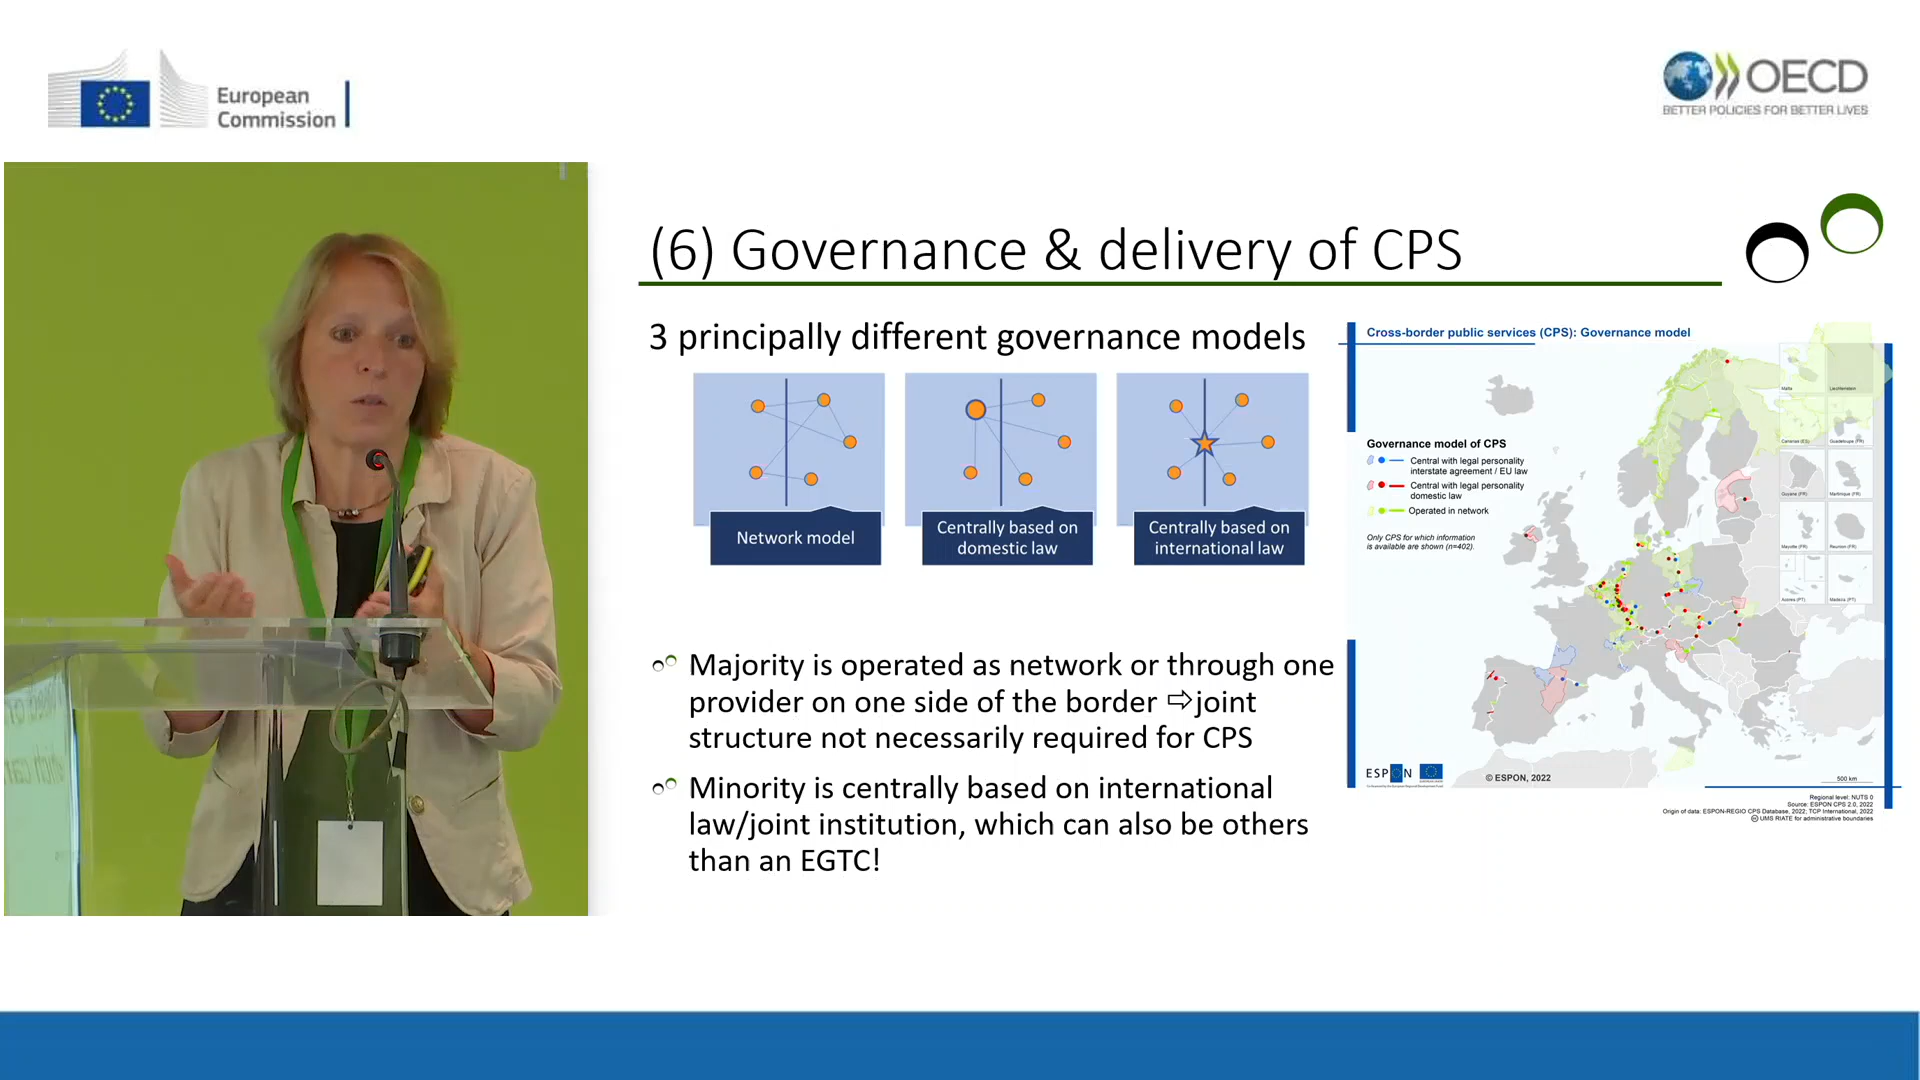 European
Commission
OECD
BETTER POLICIES FOR BETTER LIVES
(6) Governance & delivery of CPS
3 principally different governance models
Network model
Centrally based on
domestic law
Centrally based on
international law
Majority is operated as network or through one
provider on one side of the border ⇨joint
structure not necessarily required for CPS
Minority is centrally based on international
law/joint institution, which can also be others
than an EGTC!
Cross-border public services (CPS): Governance model
Governance model of CPS
Central with legal personality
interstate agreement / EU law
Central with legal personality
domestic law
Operated in network
Only CPS for which information
is available are shown (n=402).
Malta
Liechtenstein
Canarias (ES)
Guadeloupe (FR)
Guyane (FR)
Martinique (FR)
Mayotte (FR)
Reunion (FR)
Azores (PT)
Madeira (PT)
ESPON
© ESPON, 2022
500 km
Regional level: NUTS 0
Source: ESPON CPS 2.0, 2022
Origin of data: ESPON-REGIO CPS Database, 2022; TCP International, 2022
UMS RIATE for administrative boundaries